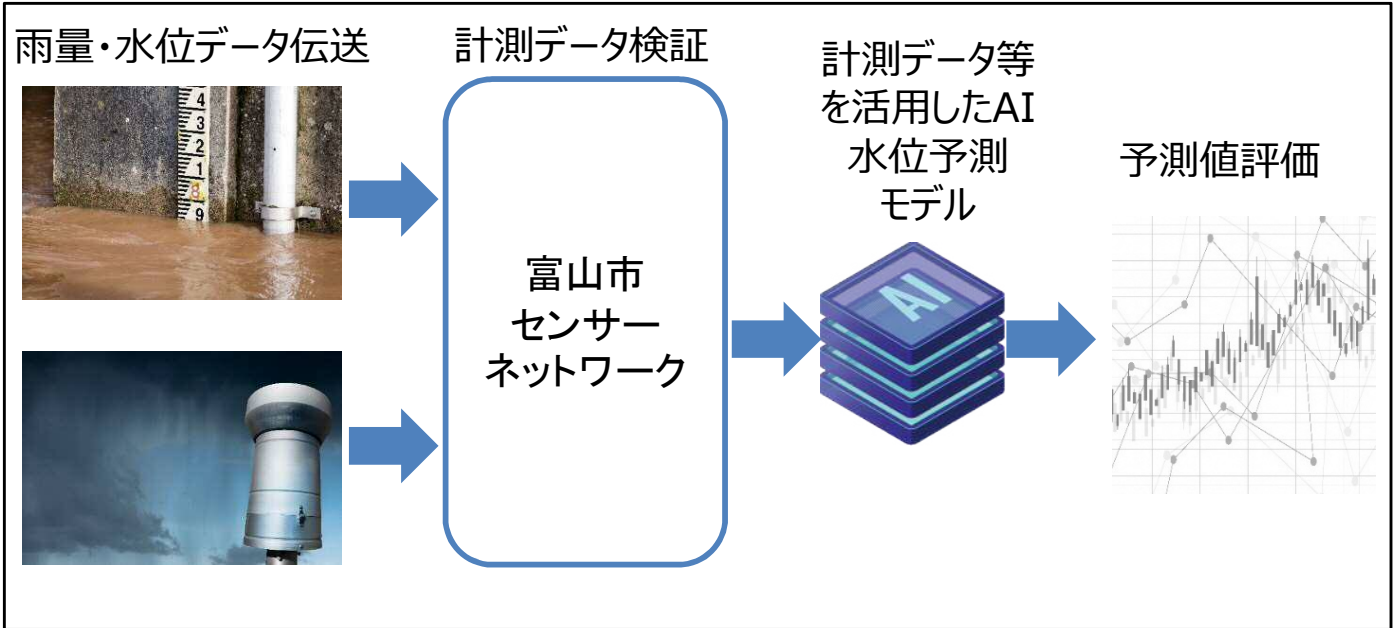 雨量・水位データ伝送
計測データ検証
計測データ等
を活用したAI
水位予測
モデル
予測値評価
4
3
2
1
8
9
富山市
センサー
ネットワーク
AI